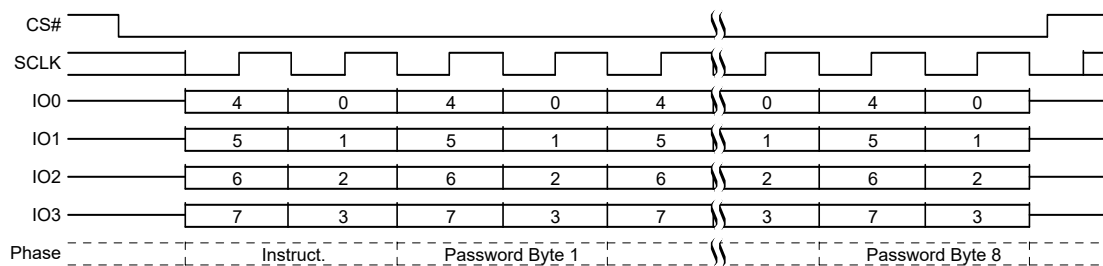 CS#
SCLK
IO0 4 0 4 0 4 0 4 0
IO1 5 1 5 1 5 1 5 1
IO2 6 2 6 2 6 2 6 2
IO3 7 3 7 3 7 3 7 3
Phase Instruct. Password Byte 1 Password Byte 8